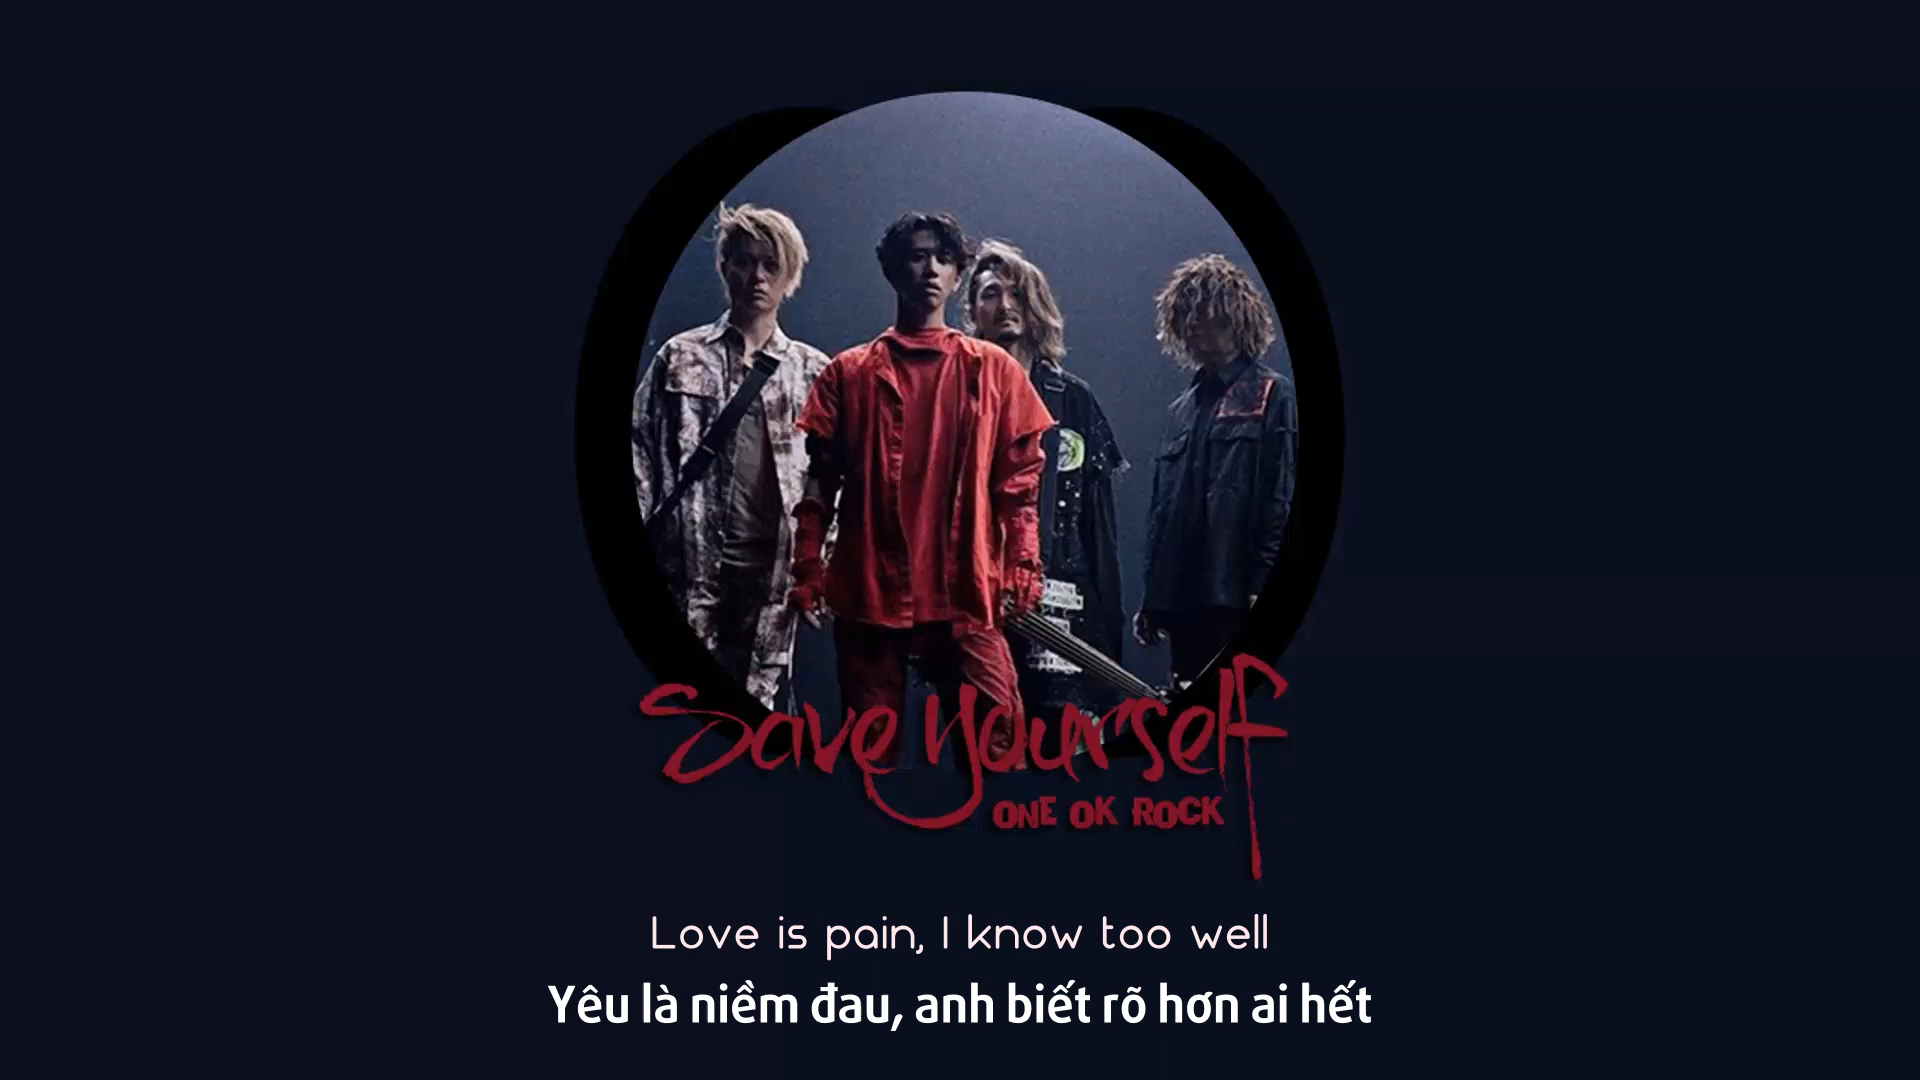 Save Yourself
ONE OK ROCK
Love is pain, I know too well
Yêu là niềm đau, anh biết rõ hơn ai hết